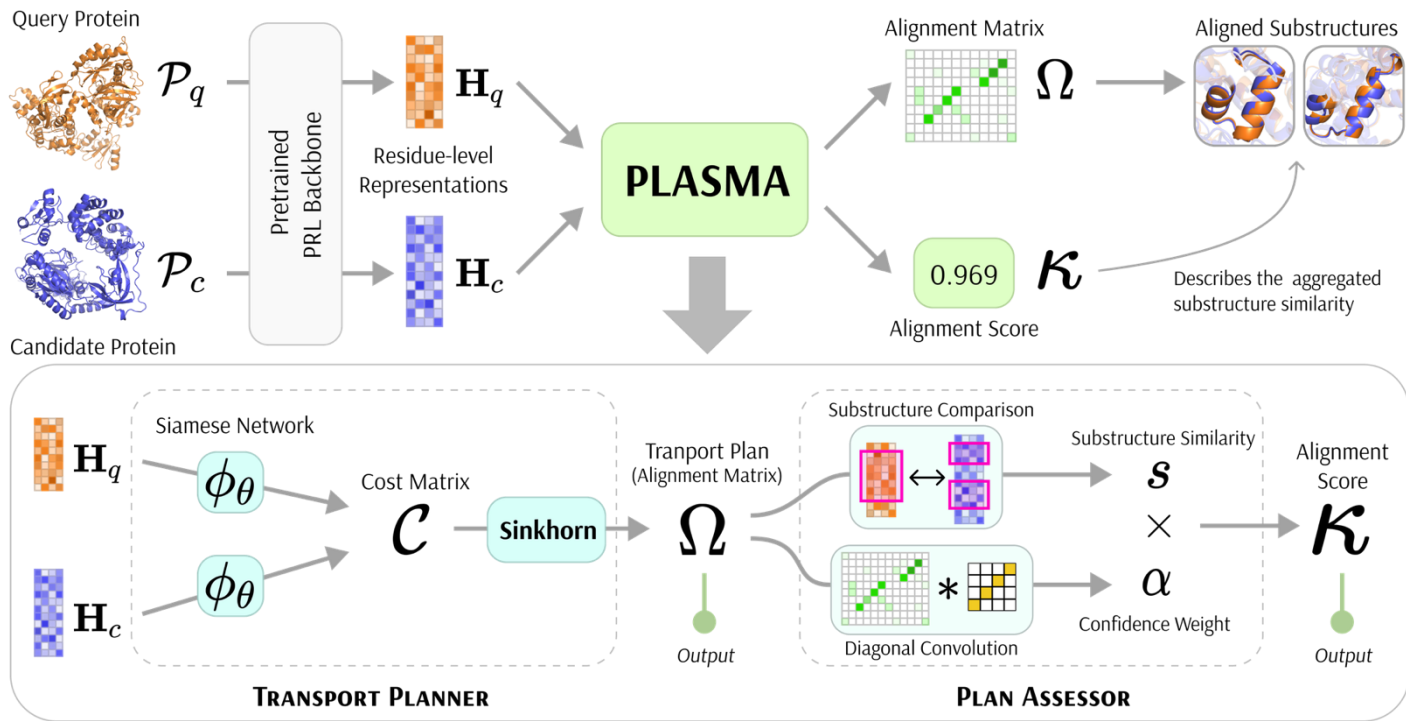 Query Protein
𝒫q
Pretrained
PRL Backbone
Hq
Residue-level
Representations
PLASMA
Alignment Matrix
Ω
Aligned Substructures
𝒫c
Hc
0.969
κ
Alignment Score
Describes the aggregated
substructure similarity
Candidate Protein
Hq
Siamese Network
ϕθ
Cost Matrix
𝒞
Sinkhorn
Tranport Plan
(Alignment Matrix)
Ω
Output
Hc
ϕθ
TRANSPORT PLANNER
Substructure Comparison
Substructure Similarity
s
×
α
Confidence Weight
*
Diagonal Convolution
Alignment
Score
κ
Output
PLAN ASSESSOR